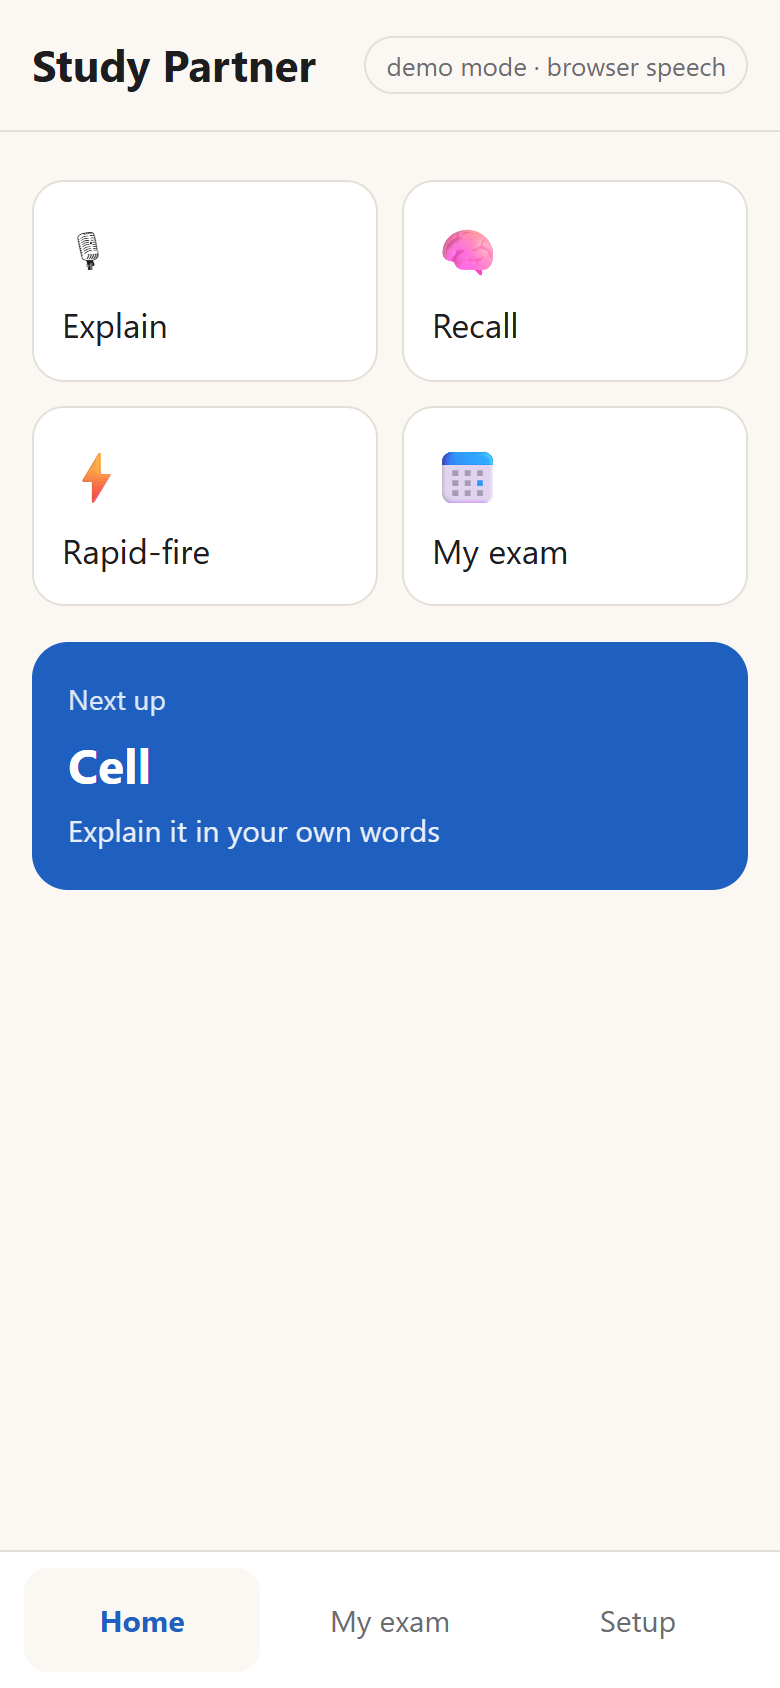 Study Partner
demo mode · browser speech
Explain
Recall
Rapid-fire
My exam
Next up
Cell
Explain it in your own words
Home
My exam
Setup